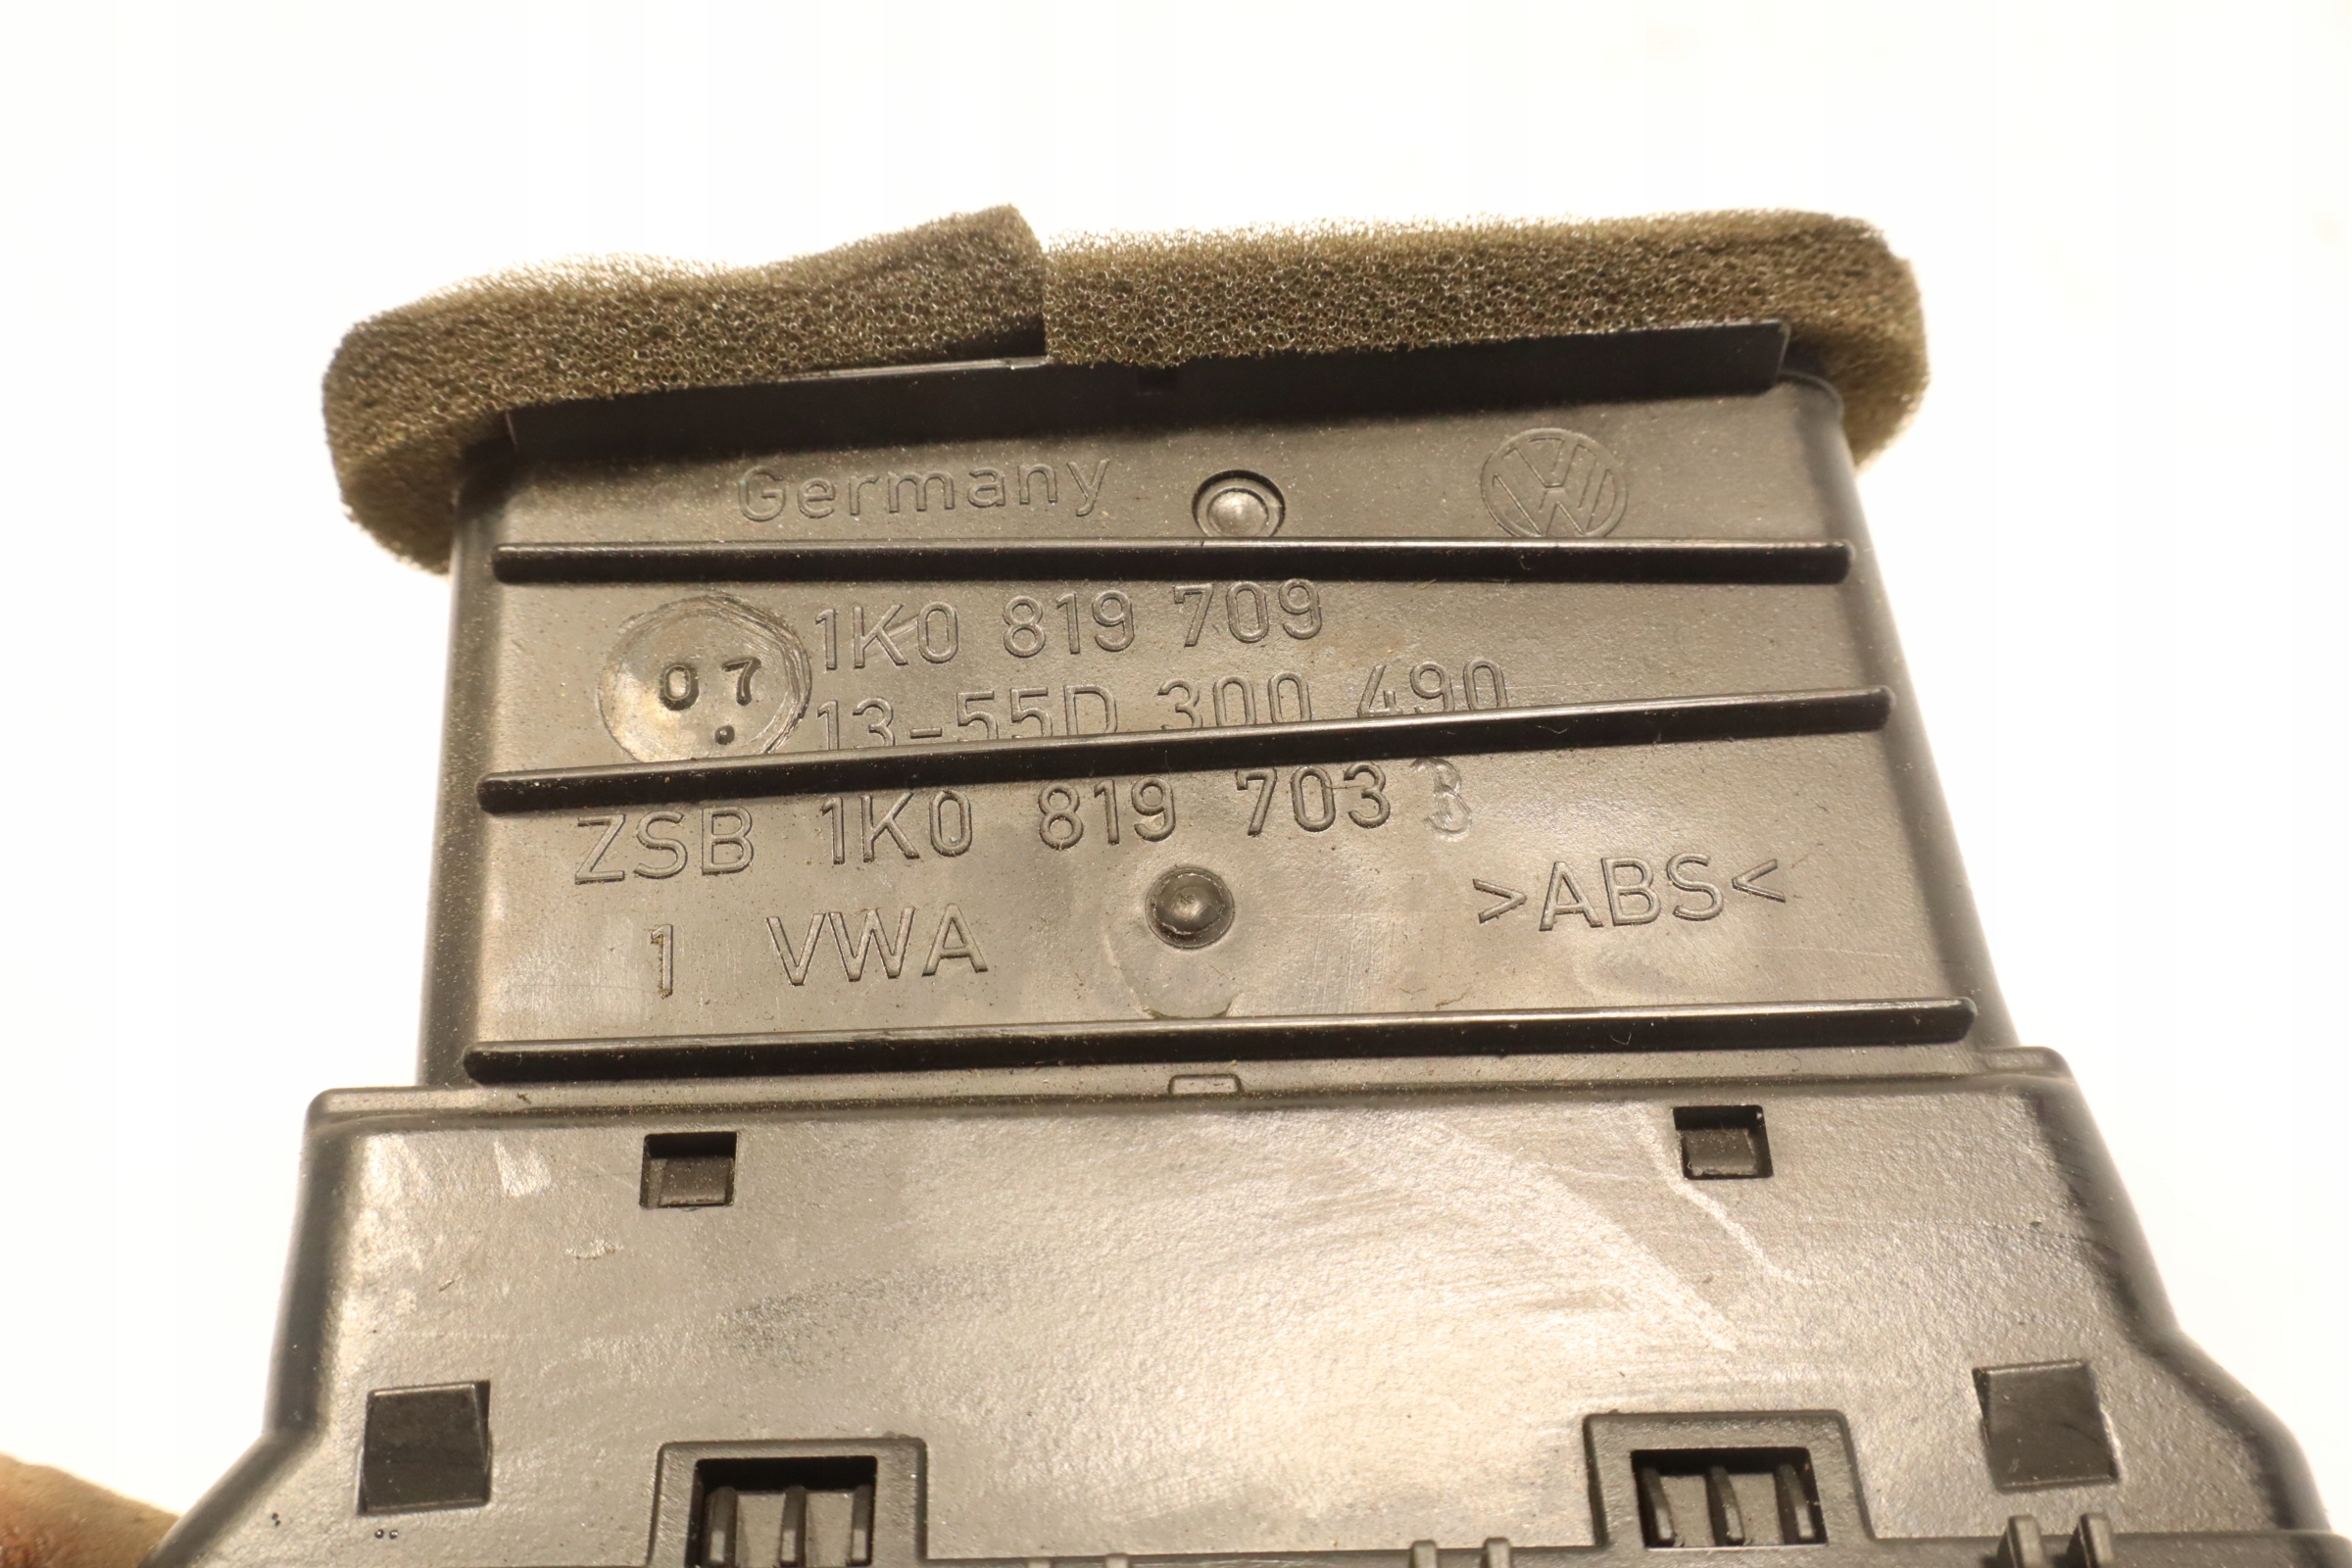 Germany
1K0 819 709
07
13-55D 300 490
ZSB 1K0 819 703 B
>ABS<
1 VWA